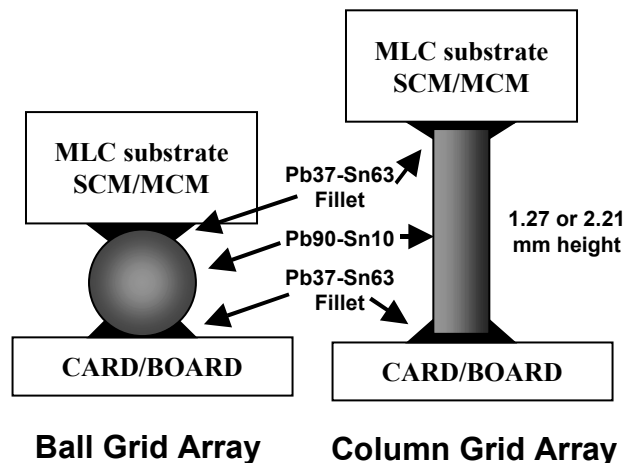 MLC substrate
SCM/MCM
CARD/BOARD
Ball Grid Array
Pb37-Sn63
Fillet
Pb90-Sn10
Pb37-Sn63
Fillet
MLC substrate
SCM/MCM
1.27 or 2.21
mm height
CARD/BOARD
Column Grid Array